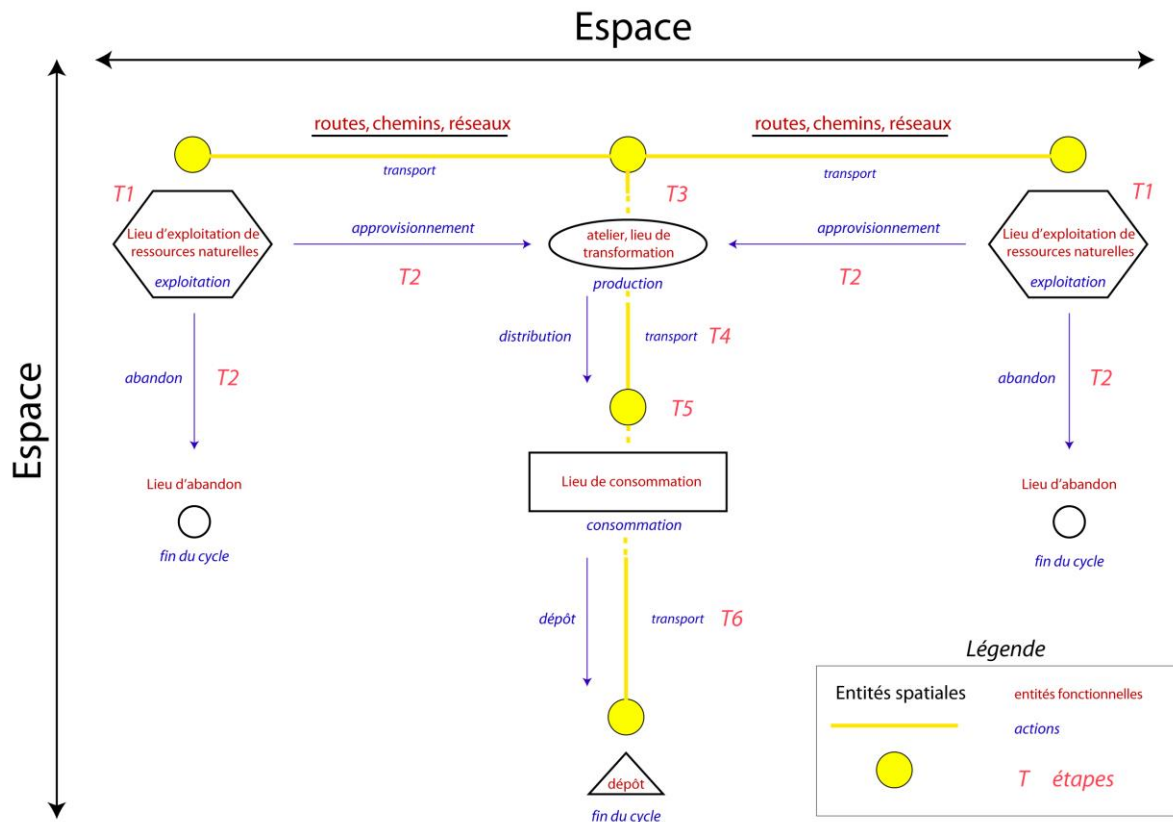 Espace
Espace
routes, chemins, réseaux
routes, chemins, réseaux
transport
transport
T1
T3
T1
Lieu d'exploitation de
ressources naturelles
exploitation
approvisionnement
T2
atelier, lieu de
transformation
production
approvisionnement
T2
Lieu d'exploitation de
ressources naturelles
exploitation
distribution
transport
T4
abandon
T2
abandon
T2
T5
Lieu d'abandon
fin du cycle
Lieu de consommation
consommation
Lieu d'abandon
fin du cycle
dépôt
transport
T6
dépôt
fin du cycle
Légende
Entités spatiales
entités fonctionnelles
actions
T étapes